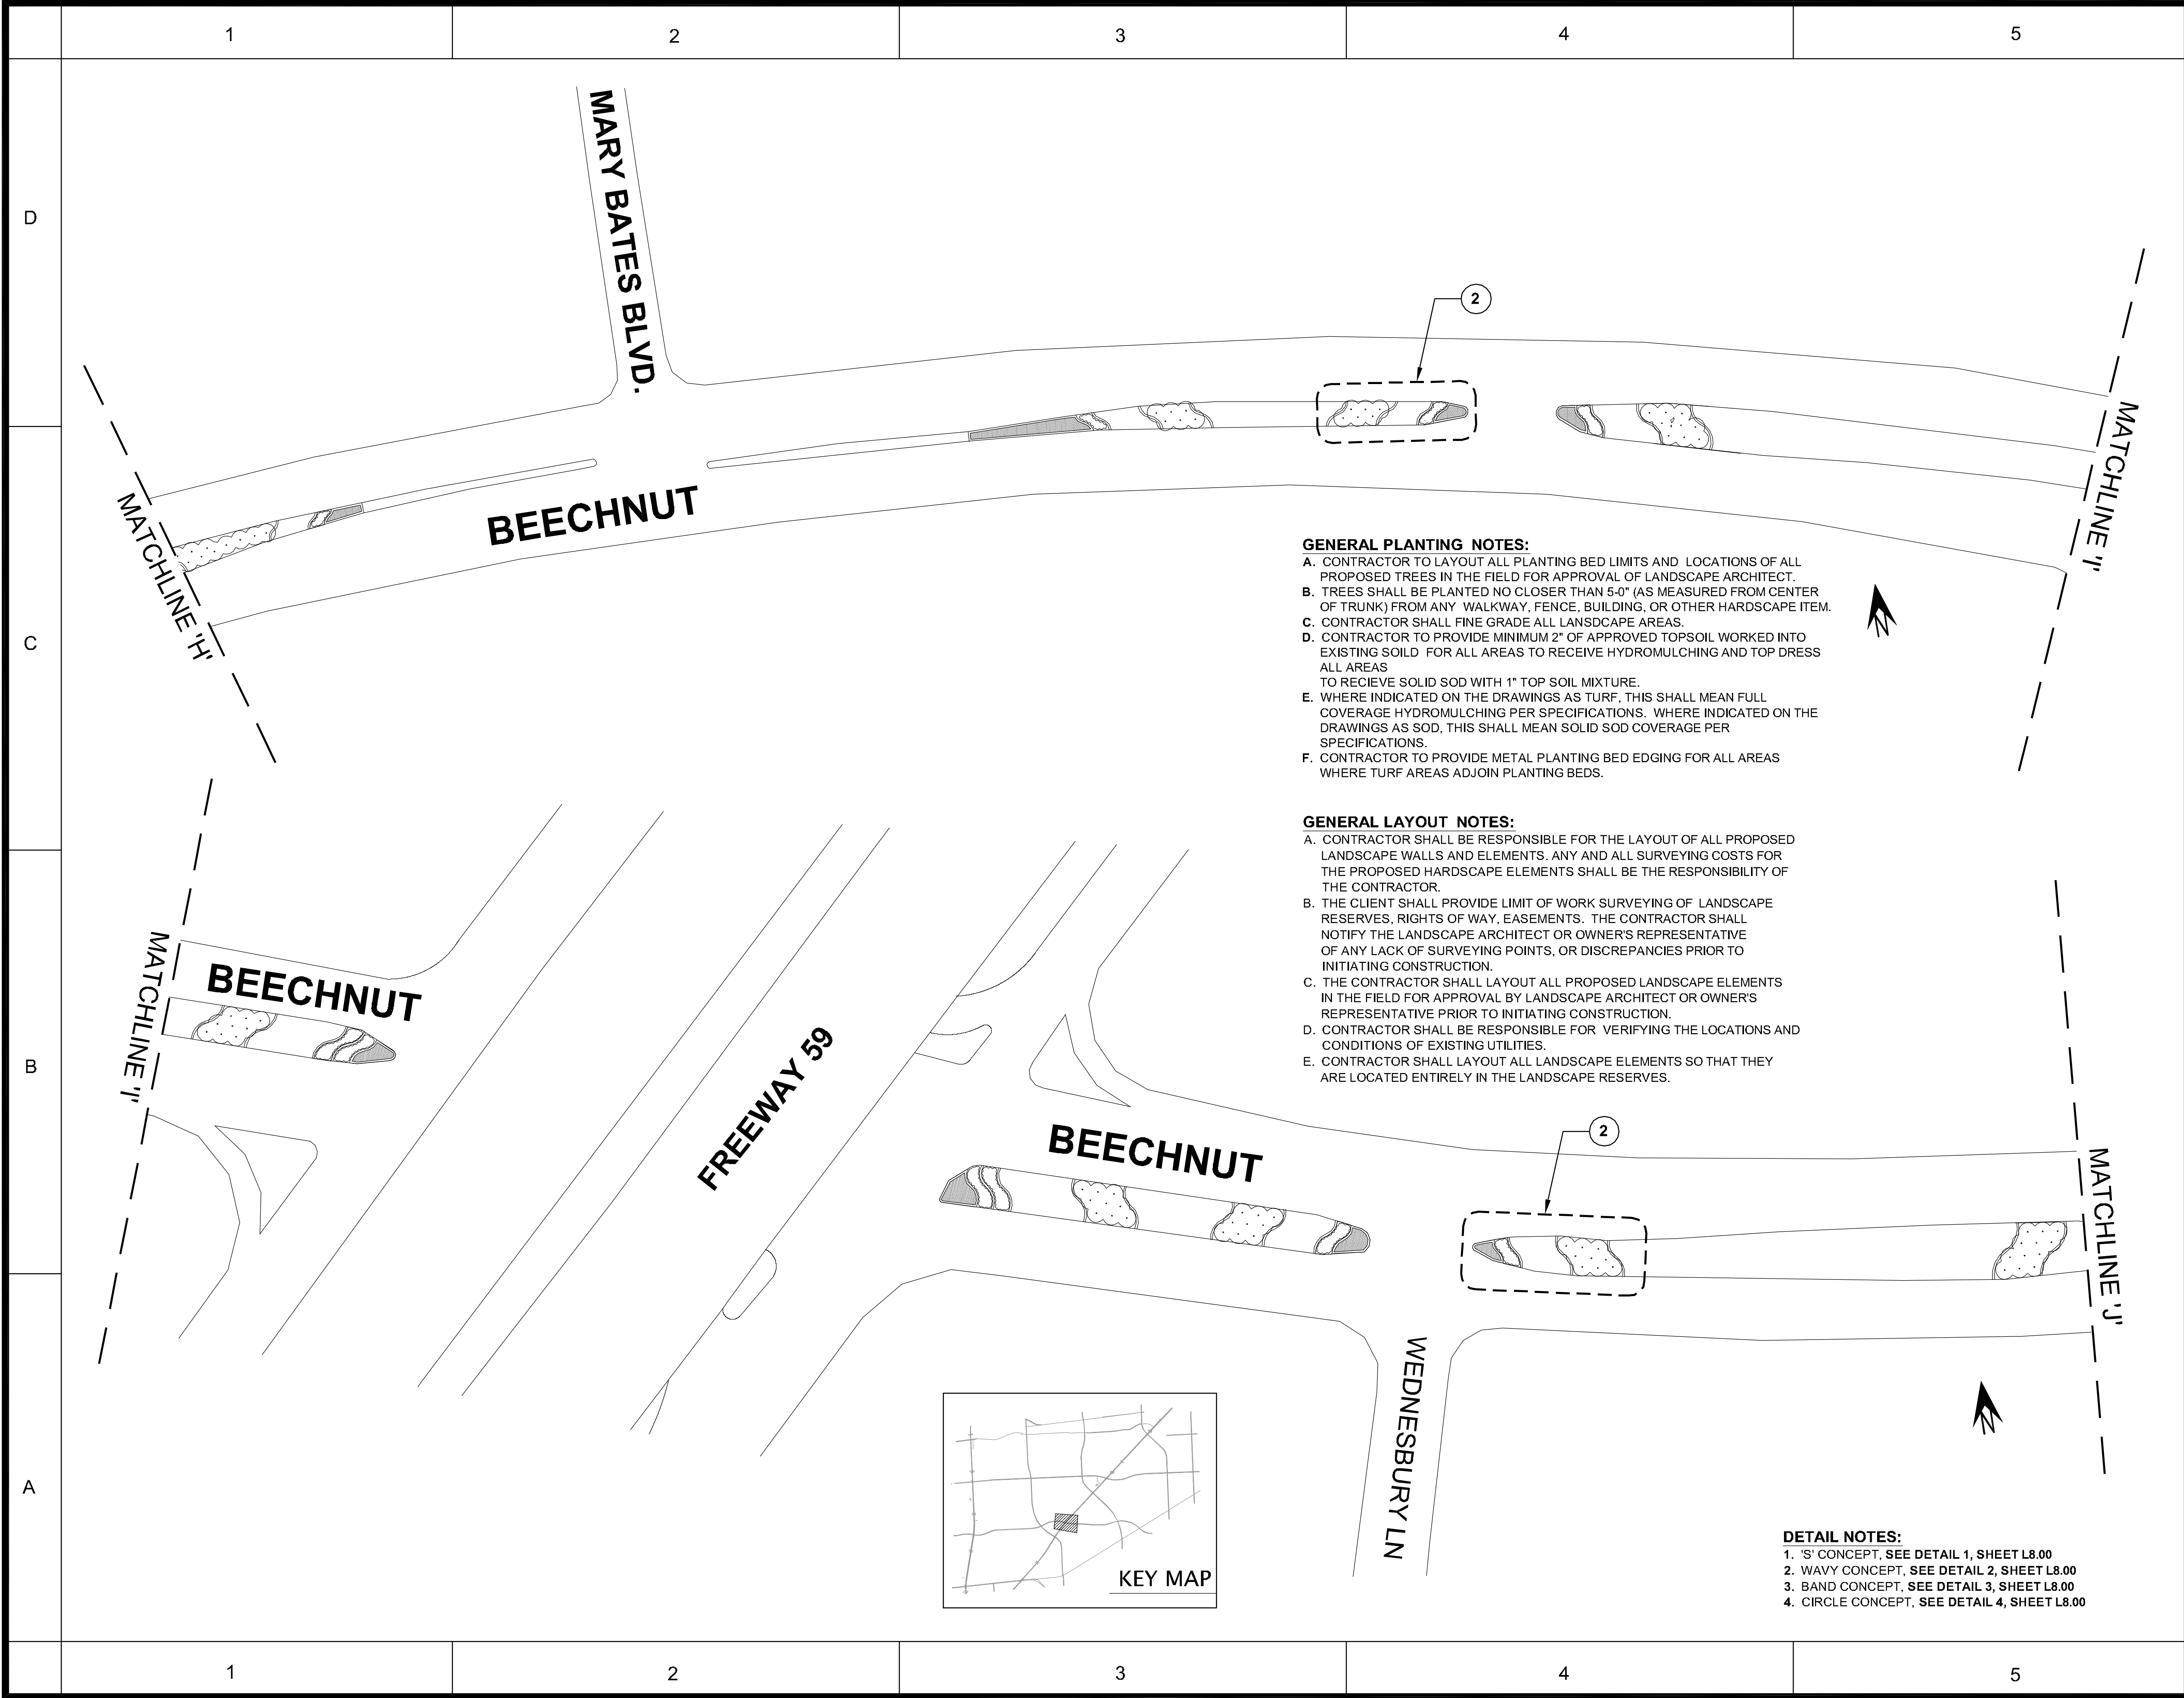 1
2
3
4
5
D
C
B
A
MARY BATES BLVD.
2
MATCHLINE 'H'
BEECHNUT
MATCHLINE 'I'
GENERAL PLANTING NOTES:
A. CONTRACTOR TO LAYOUT ALL PLANTING BED LIMITS AND LOCATIONS OF ALL
PROPOSED TREES IN THE FIELD FOR APPROVAL OF LANDSCAPE ARCHITECT.
B. TREES SHALL BE PLANTED NO CLOSER THAN 5-0" (AS MEASURED FROM CENTER
OF TRUNK) FROM ANY WALKWAY, FENCE, BUILDING, OR OTHER HARDSCAPE ITEM.
C. CONTRACTOR SHALL FINE GRADE ALL LANSDCAPE AREAS.
D. CONTRACTOR TO PROVIDE MINIMUM 2" OF APPROVED TOPSOIL WORKED INTO
EXISTING SOILD FOR ALL AREAS TO RECEIVE HYDROMULCHING AND TOP DRESS
ALL AREAS
TO RECIEVE SOLID SOD WITH 1" TOP SOIL MIXTURE.
E. WHERE INDICATED ON THE DRAWINGS AS TURF, THIS SHALL MEAN FULL
COVERAGE HYDROMULCHING PER SPECIFICATIONS. WHERE INDICATED ON THE
DRAWINGS AS SOD, THIS SHALL MEAN SOLID SOD COVERAGE PER
SPECIFICATIONS.
F. CONTRACTOR TO PROVIDE METAL PLANTING BED EDGING FOR ALL AREAS
WHERE TURF AREAS ADJOIN PLANTING BEDS.
N
GENERAL LAYOUT NOTES:
A. CONTRACTOR SHALL BE RESPONSIBLE FOR THE LAYOUT OF ALL PROPOSED
LANDSCAPE WALLS AND ELEMENTS. ANY AND ALL SURVEYING COSTS FOR
THE PROPOSED HARDSCAPE ELEMENTS SHALL BE THE RESPONSIBILITY OF
THE CONTRACTOR.
B. THE CLIENT SHALL PROVIDE LIMIT OF WORK SURVEYING OF LANDSCAPE
RESERVES, RIGHTS OF WAY, EASEMENTS. THE CONTRACTOR SHALL
NOTIFY THE LANDSCAPE ARCHITECT OR OWNER'S REPRESENTATIVE
OF ANY LACK OF SURVEYING POINTS, OR DISCREPANCIES PRIOR TO
INITIATING CONSTRUCTION.
C. THE CONTRACTOR SHALL LAYOUT ALL PROPOSED LANDSCAPE ELEMENTS
IN THE FIELD FOR APPROVAL BY LANDSCAPE ARCHITECT OR OWNER'S
REPRESENTATIVE PRIOR TO INITIATING CONSTRUCTION.
D. CONTRACTOR SHALL BE RESPONSIBLE FOR VERIFYING THE LOCATIONS AND
CONDITIONS OF EXISTING UTILITIES.
E. CONTRACTOR SHALL LAYOUT ALL LANDSCAPE ELEMENTS SO THAT THEY
ARE LOCATED ENTIRELY IN THE LANDSCAPE RESERVES.
MATCHLINE 'I'
BEECHNUT
FREEWAY 59
BEECHNUT
2
MATCHLINE 'J'
WEDNESBURY LN
N
KEY MAP
DETAIL NOTES:
1. 'S' CONCEPT, SEE DETAIL 1, SHEET L8.00
2. WAVY CONCEPT, SEE DETAIL 2, SHEET L8.00
3. BAND CONCEPT, SEE DETAIL 3, SHEET L8.00
4. CIRCLE CONCEPT, SEE DETAIL 4, SHEET L8.00
1
2
3
4
5